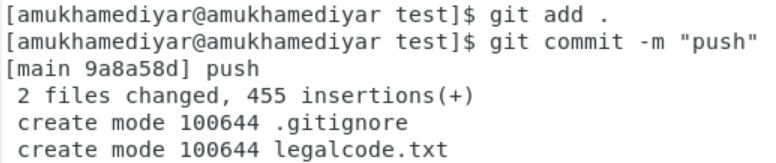 [amukhamediyar@amukhamediyar test]$ git add .
[amukhamediyar@amukhamediyar test]$ git commit -m "push"
[main 9a8a58d] push
 2 files changed, 455 insertions(+)
 create mode 100644 .gitignore
 create mode 100644 legalcode.txt